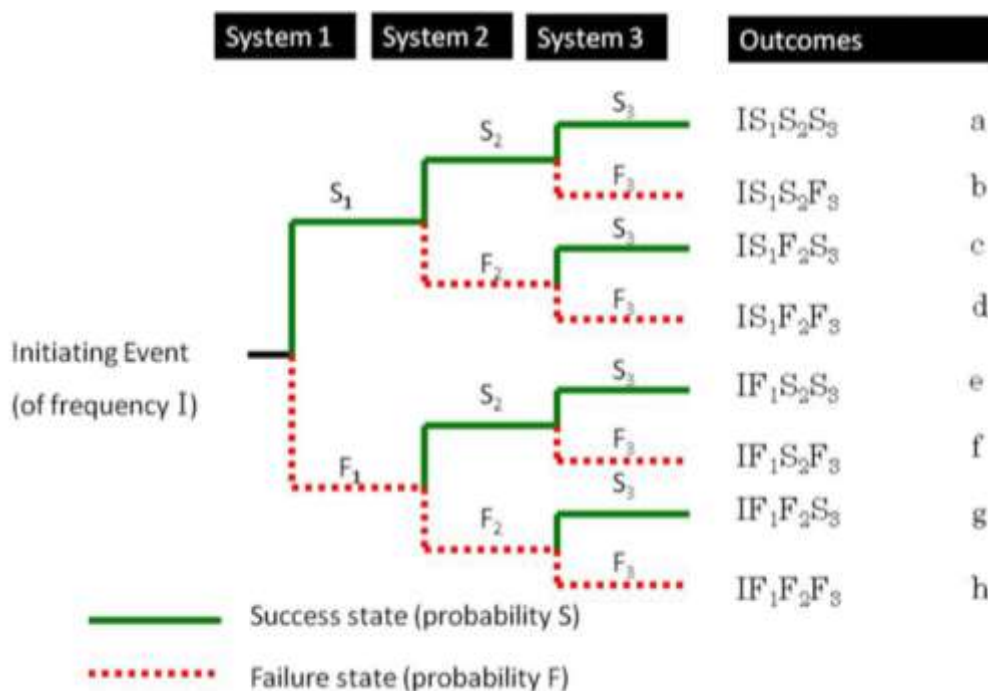 System 1 System 2 System 3 Outcomes
S₃
S₂ IS₁S₂S₃ a
F₃
S₁ IS₁S₂F₃ b
S₃
F₂ IS₁F₂S₃ c
F₃
IS₁F₂F₃ d
Initiating Event
(of frequency I)
S₃
S₂ IF₁S₂S₃ e
F₃
F₁ IF₁S₂F₃ f
S₃
F₂ IF₁F₂S₃ g
F₃
IF₁F₂F₃ h
Success state (probability S)
Failure state (probability F)